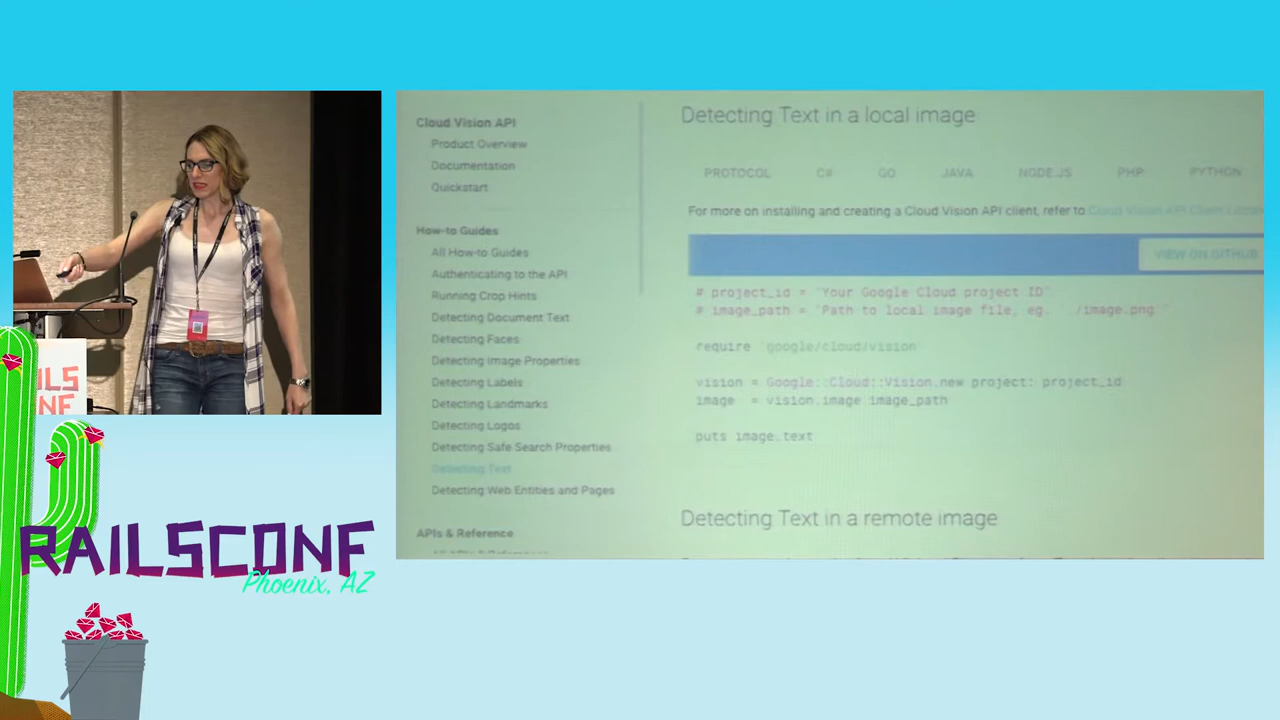 Cloud Vision API
Product Overview
Documentation
Quickstart
How-to Guides
All How-to Guides
Authenticating to the API
Running Crop Hints
Detecting Document Text
Detecting Faces
Detecting Image Properties
Detecting Labels
Detecting Landmarks
Detecting Logos
Detecting Safe Search Properties
Detecting Text
Detecting Web Entities and Pages
APIs & Reference
Detecting Text in a local image
PROTOCOL C# GO JAVA NODE.JS PHP PYTHON
For more on installing and creating a Cloud Vision API client, refer to Cloud Vision API Client
VIEW ON GITHUB
# project_id = "Your Google Cloud project ID"
# image_path = "Path to local image file, eg. /image.png "
require google/cloud/vision
vision = Google::Cloud::Vision.new project: project_id
image = vision.image image_path
puts image.text
Detecting Text in a remote image
ILS
NF
RAILSCONF
Phoenix, AZ